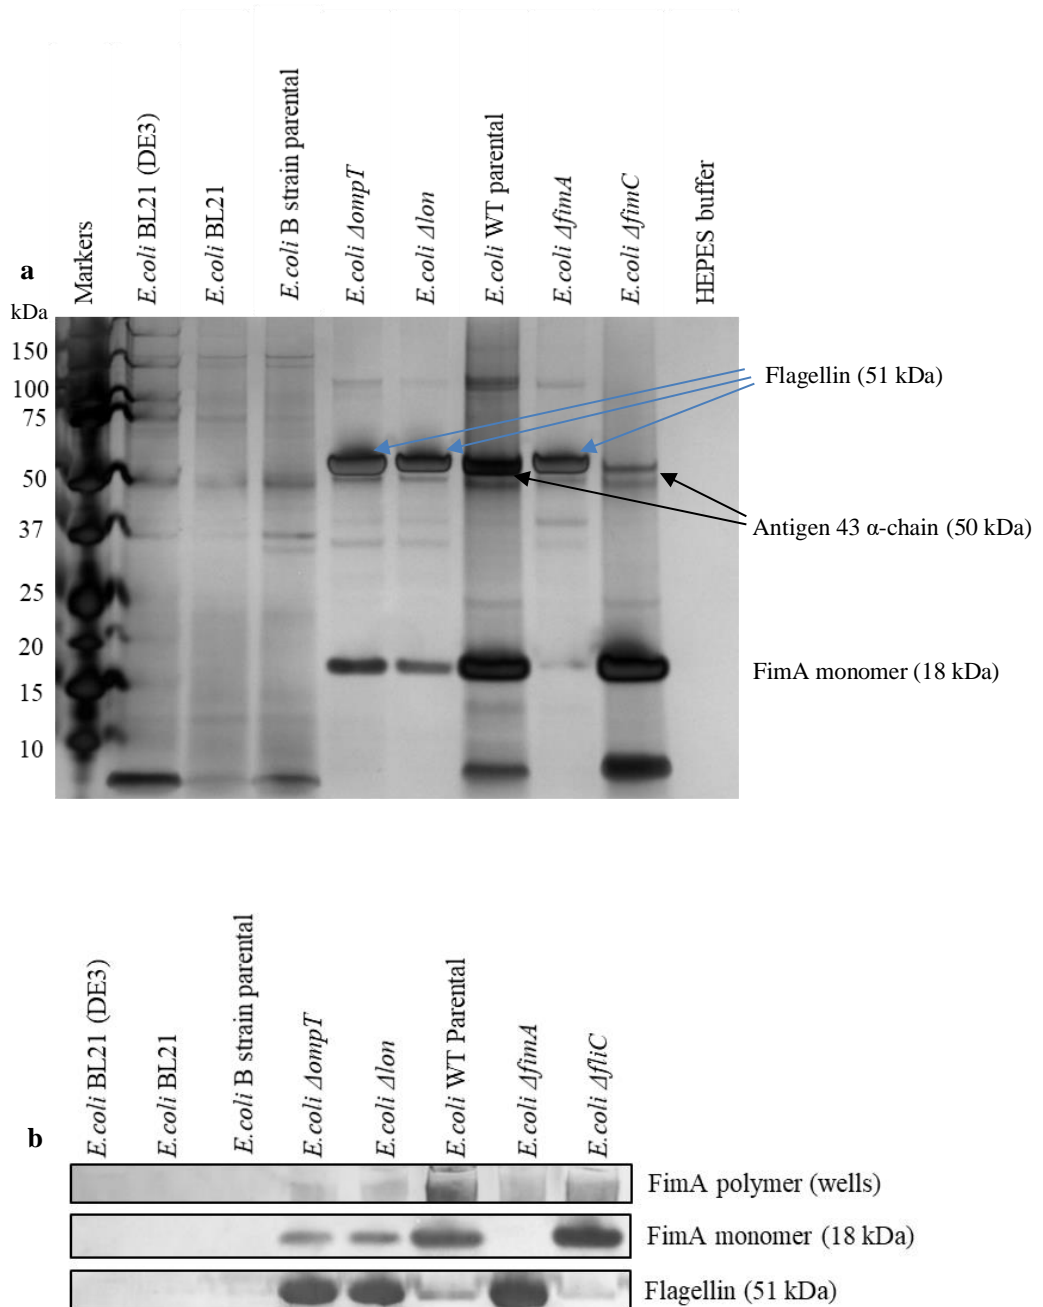 Markers
E.coli BL21 (DE3)
E.coli BL21
E.coli B strain parental
E.coli ΔompT
E.coli Δlon
E.coli WT parental
E.coli ΔfimA
E.coli ΔfimC
HEPES buffer
a
kDa
150
100
75
50
37
25
20
15
10
Flagellin (51 kDa)
Antigen 43 α-chain (50 kDa)
FimA monomer (18 kDa)
E.coli BL21 (DE3)
E.coli BL21
E.coli B strain parental
E.coli ΔompT
E.coli Δlon
E.coli WT Parental
E.coli ΔfimA
E.coli ΔfliC
b
FimA polymer (wells)
FimA monomer (18 kDa)
Flagellin (51 kDa)